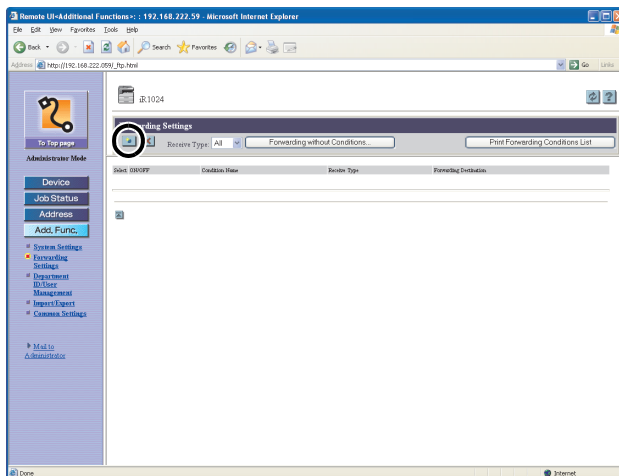 Remote UI<Additional Functions>: : 192.168.222.59 - Microsoft Internet Explorer
File Edit View Favorites Tools Help
Back Search Favorites
Address http://192.168.222.059/_ftp.html Go Links
iR1024
To Top page
Administrator Mode
Device
Job Status
Address
Add. Func.
System Settings
Forwarding
Settings
Department
ID/User
Management
Import/Export
Common Settings
Mail to
Administrator
Forwarding Settings
Receive Type: All Forwarding without Conditions... Print Forwarding Conditions List
Select ON/OFF Condition Name Receive Type Forwarding Destination
Done Internet